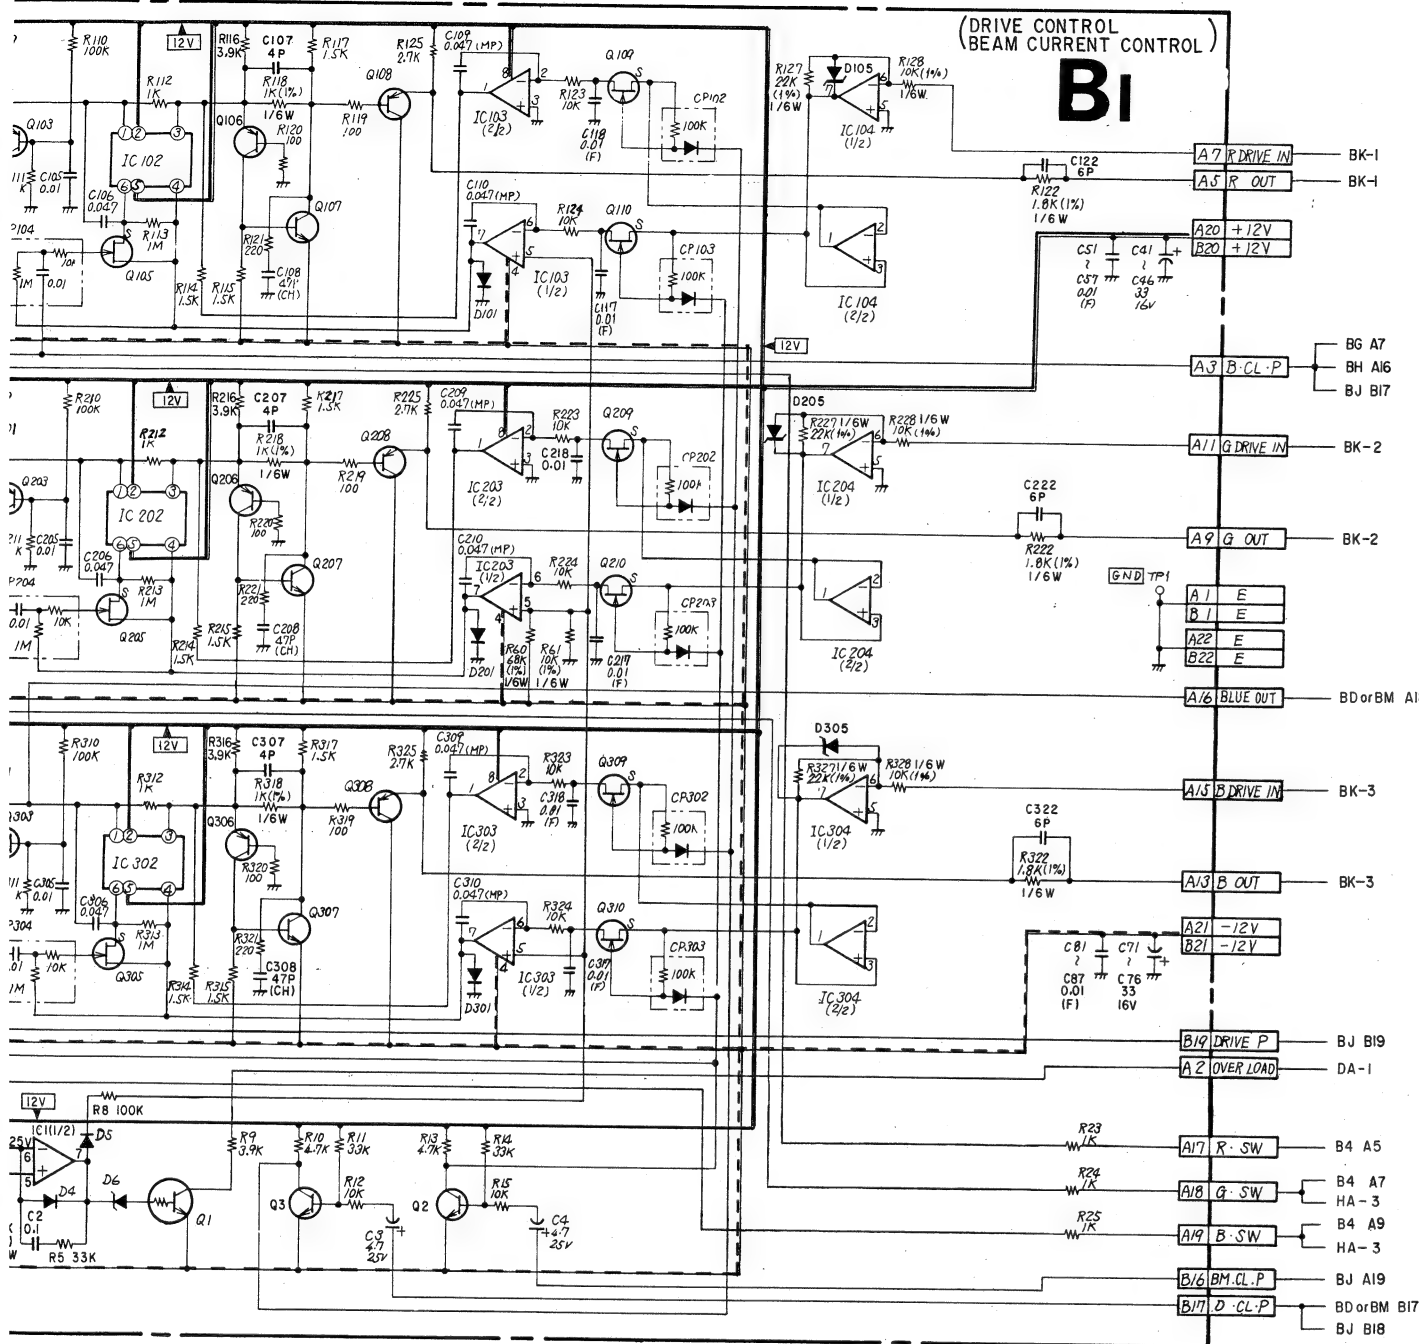 (DRIVE CONTROL
BEAM CURRENT CONTROL)
B1
R110
100K
12V
R116
3.9K
C107
4P
R117
1.5K
R125
2.7K
C109
0.047(MP)
Q109
R127
22K
(1%)
1/6W
D105
R128
10K(1%)
1/6W
R112
1K
R118
1K(1%)
1/6W
Q108
R119
100
IC103
(2/2)
R123
10K
C118
0.01
(F)
CP102
100K
IC104
(1/2)
Q103
IC102
Q106
R120
100
C105
0.01
C106
0.047
R113
1M
Q105
Q107
R121
220
C108
47P
(CH)
R114
1.5K
R115
1.5K
C110
0.047(MP)
R124
10K
Q110
CP103
100K
IC103
(1/2)
D101
C117
0.01
(F)
IC104
(2/2)
C122
6P
R122
1.8K(1%)
1/6W
A7 R DRIVE IN BK-1
A5 R OUT BK-1
A20 +12V
B20 +12V
C51
~
C57
0.01
(F)
C41
~
C46
33
16V
12V
A3 B·CL·P
BG A7
BH A16
BJ B17
R210
100K
12V
R216
3.9K
C207
4P
R217
1.5K
R225
2.7K
C209
0.047(MP)
R223
10K
Q209
D205
R227 1/6W
22K(1%)
R228 1/6W
10K(1%)
R212
1K
R218
1K(1%)
1/6W
Q208
R219
100
IC203
(2/2)
C218
0.01
CP202
100K
IC204
(1/2)
A11 G DRIVE IN BK-2
Q203
IC202
Q206
R220
100
C205
0.01
C206
0.047
R213
1M
Q205
Q207
R221
220
C208
47P
(CH)
R214
1.5K
R215
1.5K
C210
0.047(MP)
IC203
(1/2)
R224
10K
Q210
CP203
100K
D201
R60
68K
(1%)
1/6W
R61
10K
(1%)
1/6W
C217
0.01
(F)
IC204
(2/2)
C222
6P
R222
1.8K(1%)
1/6W
A9 G OUT BK-2
GND TP1
A1 E
B1 E
A22 E
B22 E
A16 BLUE OUT BD or BM A1
R310
100K
12V
R316
3.9K
C307
4P
R317
1.5K
R325
2.7K
C309
0.047(MP)
R323
10K
Q309
D305
R327 1/6W
22K(1%)
R328 1/6W
10K(1%)
R312
1K
R318
1K(1%)
1/6W
Q308
R319
100
IC303
(2/2)
C318
0.01
(F)
CP302
100K
IC304
(1/2)
A15 B DRIVE IN BK-3
Q303
IC302
Q306
R320
100
C305
0.01
C306
0.047
R313
1M
Q305
Q307
R321
220
C308
47P
(CH)
R314
1.5K
R315
1.5K
C310
0.047(MP)
R324
10K
Q310
CP303
100K
IC303
(1/2)
D301
C317
0.01
(F)
IC304
(2/2)
C322
6P
R322
1.8K(1%)
1/6W
A13 B OUT BK-3
A21 -12V
B21 -12V
C81
~
C87
0.01
(F)
C71
~
C76
33
16V
B19 DRIVE P BJ B19
A2 OVER LOAD DA-1
12V
R8 100K
IC1(1/2)
D5
D4
D6
Q1
C2
0.1
R5 33K
R9
3.9K
R10
4.7K
R11
33K
R12
10K
Q3
C3
4.7
25V
R13
4.7K
R14
33K
R15
10K
Q2
C4
4.7
25V
R23
1K
A17 R·SW B4 A5
R24
1K
A18 G·SW
B4 A7
HA-3
R25
1K
A19 B·SW
B4 A9
HA-3
B16 BM.CL.P BJ A19
B17 D·CL·P
BD or BM B17
BJ B18